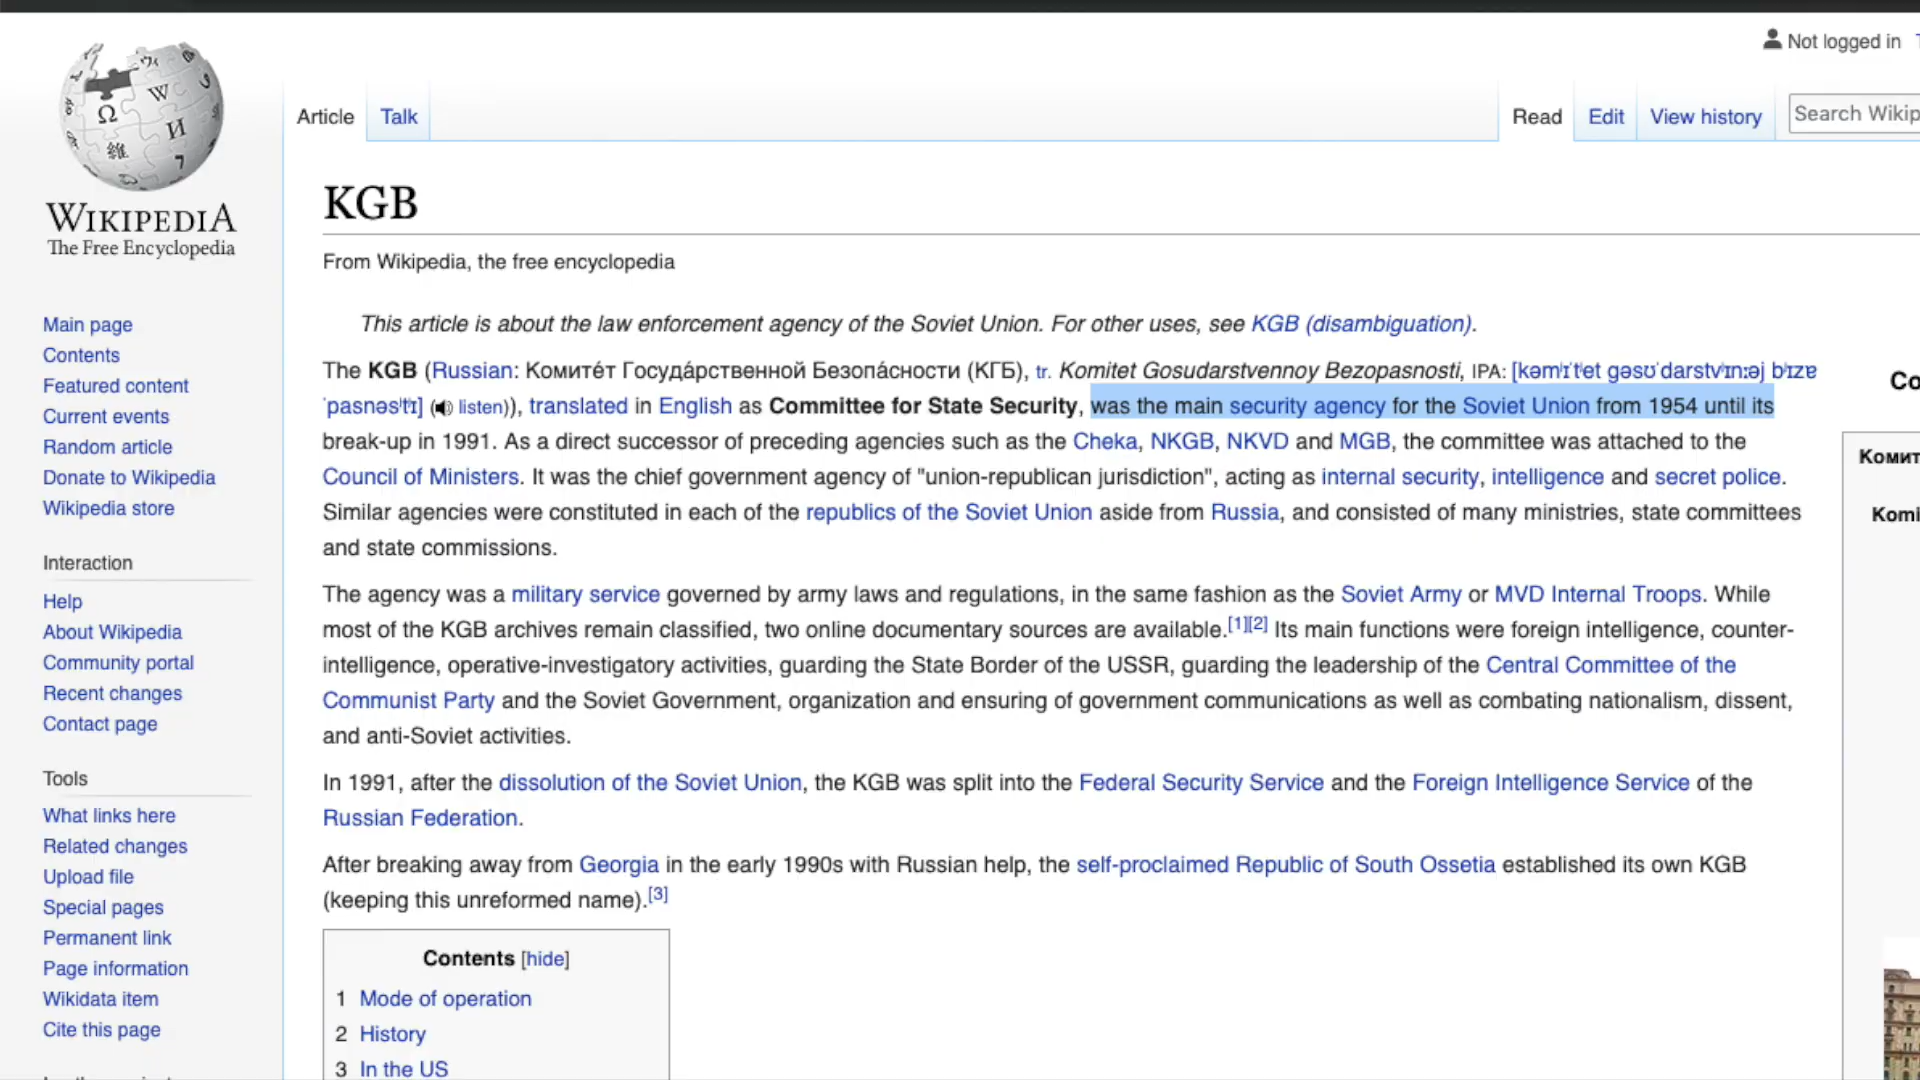 Not logged in
Article
Talk
Read
Edit
View history
Search Wikip
WIKIPEDIA
The Free Encyclopedia
Main page
Contents
Featured content
Current events
Random article
Donate to Wikipedia
Wikipedia store
Interaction
Help
About Wikipedia
Community portal
Recent changes
Contact page
Tools
What links here
Related changes
Upload file
Special pages
Permanent link
Page information
Wikidata item
Cite this page
KGB
From Wikipedia, the free encyclopedia
This article is about the law enforcement agency of the Soviet Union. For other uses, see KGB (disambiguation).
The KGB (Russian: Комите́т Госуда́рственной Безопа́сности (КГБ), tr. Komitet Gosudarstvennoy Bezopasnosti, IPA: [kəmʲɪˈtʲet ɡəsʊˈdarstvʲɪnːəj bʲɪzɐ
ˈpasnəsʲtʲɪ] (listen)), translated in English as Committee for State Security, was the main security agency for the Soviet Union from 1954 until its
break-up in 1991. As a direct successor of preceding agencies such as the Cheka, NKGB, NKVD and MGB, the committee was attached to the
Council of Ministers. It was the chief government agency of "union-republican jurisdiction", acting as internal security, intelligence and secret police.
Similar agencies were constituted in each of the republics of the Soviet Union aside from Russia, and consisted of many ministries, state committees
and state commissions.
The agency was a military service governed by army laws and regulations, in the same fashion as the Soviet Army or MVD Internal Troops. While
most of the KGB archives remain classified, two online documentary sources are available.[1][2] Its main functions were foreign intelligence, counter-
intelligence, operative-investigatory activities, guarding the State Border of the USSR, guarding the leadership of the Central Committee of the
Communist Party and the Soviet Government, organization and ensuring of government communications as well as combating nationalism, dissent,
and anti-Soviet activities.
In 1991, after the dissolution of the Soviet Union, the KGB was split into the Federal Security Service and the Foreign Intelligence Service of the
Russian Federation.
After breaking away from Georgia in the early 1990s with Russian help, the self-proclaimed Republic of South Ossetia established its own KGB
(keeping this unreformed name).[3]
Contents [hide]
1 Mode of operation
2 History
3 In the US
Co
Комит
Komi